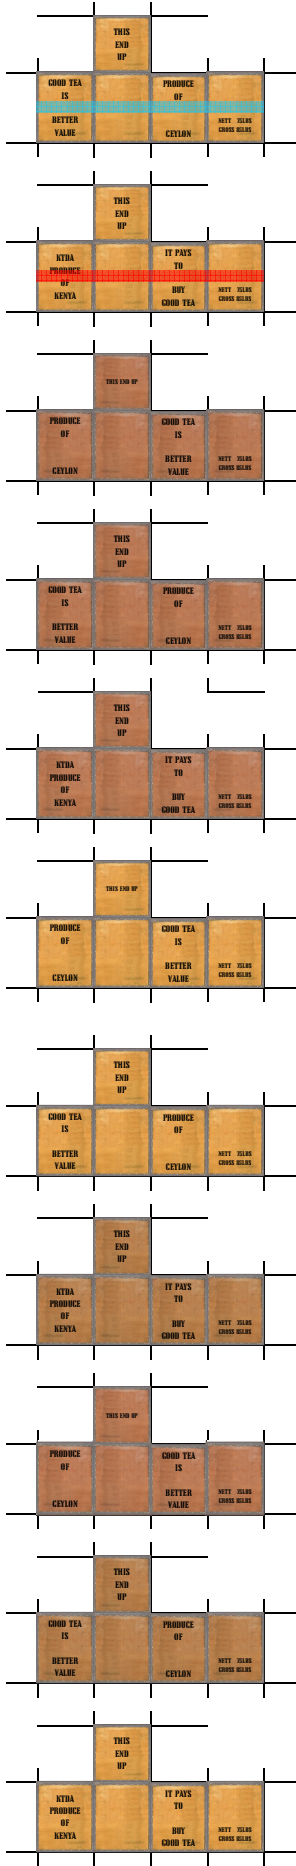 THIS
END
UP
GOOD TEA
IS
BETTER
VALUE
PRODUCE
OF
CEYLON
NETT
GROSS
THIS
END
UP
KTDA
PRODUCE
OF
KENYA
IT PAYS
TO
BUY
GOOD TEA
NETT
GROSS
THIS END UP
PRODUCE
OF
CEYLON
GOOD TEA
IS
BETTER
VALUE
NETT
GROSS
THIS
END
UP
GOOD TEA
IS
BETTER
VALUE
PRODUCE
OF
CEYLON
NETT
GROSS
THIS
END
UP
KTDA
PRODUCE
OF
KENYA
IT PAYS
TO
BUY
GOOD TEA
NETT
GROSS
THIS END UP
PRODUCE
OF
CEYLON
GOOD TEA
IS
BETTER
VALUE
NETT
GROSS
THIS
END
UP
GOOD TEA
IS
BETTER
VALUE
PRODUCE
OF
CEYLON
NETT
GROSS
THIS
END
UP
KTDA
PRODUCE
OF
KENYA
IT PAYS
TO
BUY
GOOD TEA
NETT
GROSS
THIS END UP
PRODUCE
OF
CEYLON
GOOD TEA
IS
BETTER
VALUE
NETT
GROSS
THIS
END
UP
GOOD TEA
IS
BETTER
VALUE
PRODUCE
OF
CEYLON
NETT
GROSS
THIS
END
UP
KTDA
PRODUCE
OF
KENYA
IT PAYS
TO
BUY
GOOD TEA
NETT
GROSS